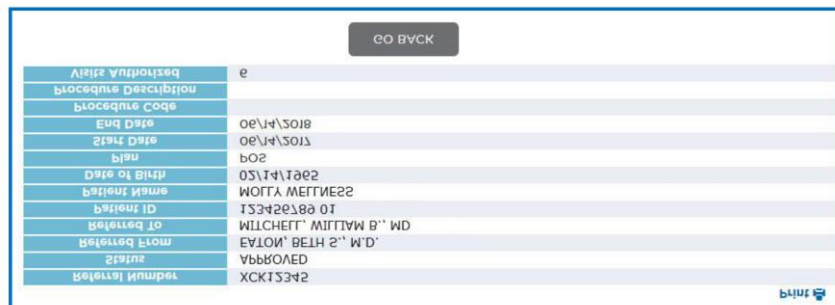 Print
Referral Number XCK12345
Status APPROVED
Referred From EATON, BETH S., M.D.
Referred To MITCHELL, WILLIAM B., MD
Patient ID 123456789 01
Patient Name MOLLY WELLNESS
Date of Birth 02/14/1965
Plan POS
Start Date 06/14/2017
End Date 06/14/2018
Procedure Code
Procedure Description
Visits Authorized 6
GO BACK